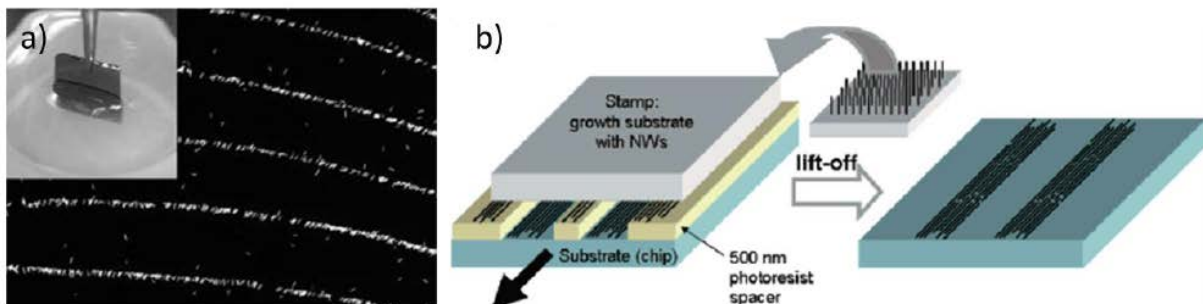 a)
b)
Stamp:
growth substrate
with NWs
lift-off
Substrate (chip)
500 nm
photoresist
spacer